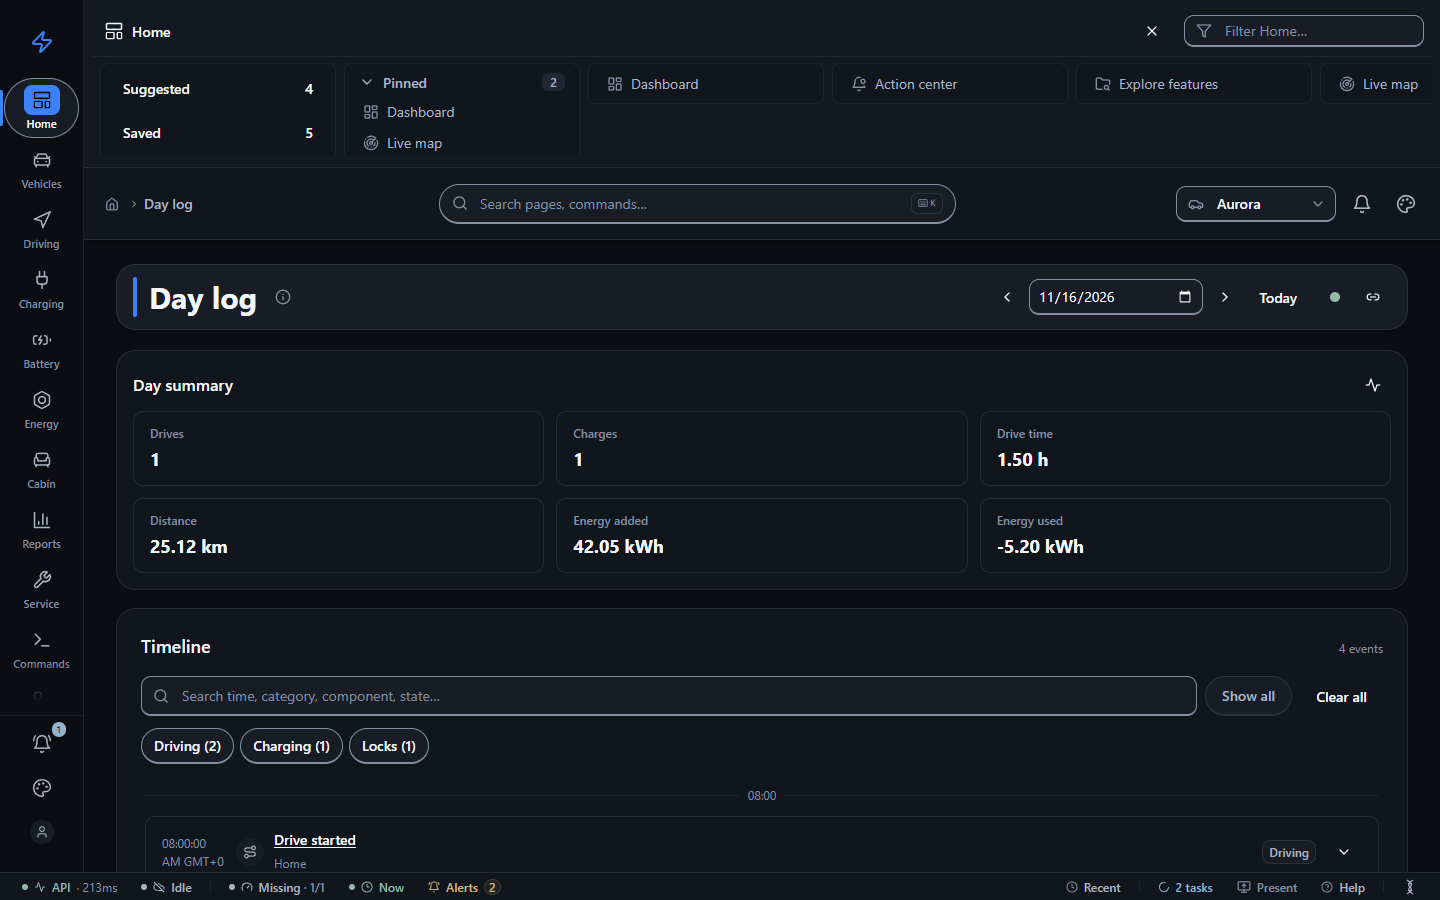 Home
Filter Home...
Suggested 4
Saved 5
Pinned 2
Dashboard
Live map
Dashboard
Action center
Explore features
Live map
Home
Vehicles
Driving
Charging
Battery
Energy
Cabin
Reports
Service
Commands
1
Day log
Search pages, commands...
K
Aurora
Day log
11/16/2026
Today
Day summary
Drives
1
Charges
1
Drive time
1.50 h
Distance
25.12 km
Energy added
42.05 kWh
Energy used
-5.20 kWh
Timeline
4 events
Search time, category, component, state...
Show all
Clear all
Driving (2)
Charging (1)
Locks (1)
08:00
08:00:00
AM GMT+0
Drive started
Home
Driving
API · 213ms
Idle
Missing · 1/1
Now
Alerts 2
Recent
2 tasks
Present
Help